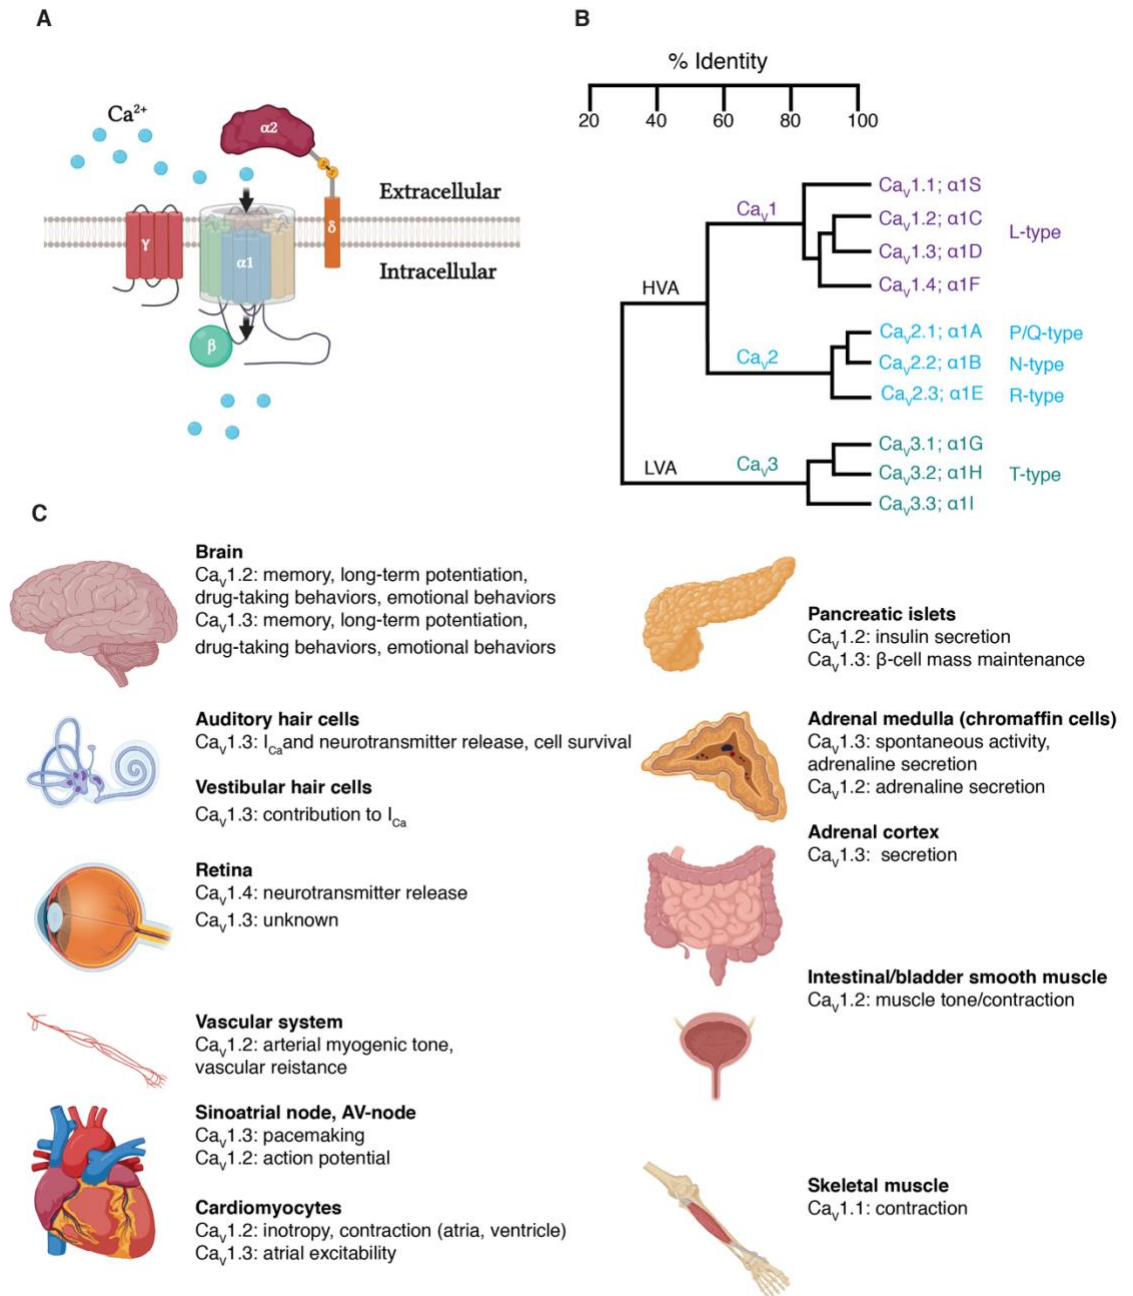 A
Ca²⁺
α2
Extracellular
γ
α1
δ
Intracellular
β
B
% Identity
20 40 60 80 100
HVA
LVA
Caᵥ1
Caᵥ2
Caᵥ3
Caᵥ1.1; α1S
Caᵥ1.2; α1C
Caᵥ1.3; α1D
Caᵥ1.4; α1F
L-type
Caᵥ2.1; α1A P/Q-type
Caᵥ2.2; α1B N-type
Caᵥ2.3; α1E R-type
Caᵥ3.1; α1G
Caᵥ3.2; α1H T-type
Caᵥ3.3; α1I
C
Brain
Caᵥ1.2: memory, long-term potentiation,
drug-taking behaviors, emotional behaviors
Caᵥ1.3: memory, long-term potentiation,
drug-taking behaviors, emotional behaviors
Auditory hair cells
Caᵥ1.3: I_Ca and neurotransmitter release, cell survival
Vestibular hair cells
Caᵥ1.3: contribution to I_Ca
Retina
Caᵥ1.4: neurotransmitter release
Caᵥ1.3: unknown
Vascular system
Caᵥ1.2: arterial myogenic tone,
vascular reistance
Sinoatrial node, AV-node
Caᵥ1.3: pacemaking
Caᵥ1.2: action potential
Cardiomyocytes
Caᵥ1.2: inotropy, contraction (atria, ventricle)
Caᵥ1.3: atrial excitability
Pancreatic islets
Caᵥ1.2: insulin secretion
Caᵥ1.3: β-cell mass maintenance
Adrenal medulla (chromaffin cells)
Caᵥ1.3: spontaneous activity,
adrenaline secretion
Caᵥ1.2: adrenaline secretion
Adrenal cortex
Caᵥ1.3: secretion
Intestinal/bladder smooth muscle
Caᵥ1.2: muscle tone/contraction
Skeletal muscle
Caᵥ1.1: contraction